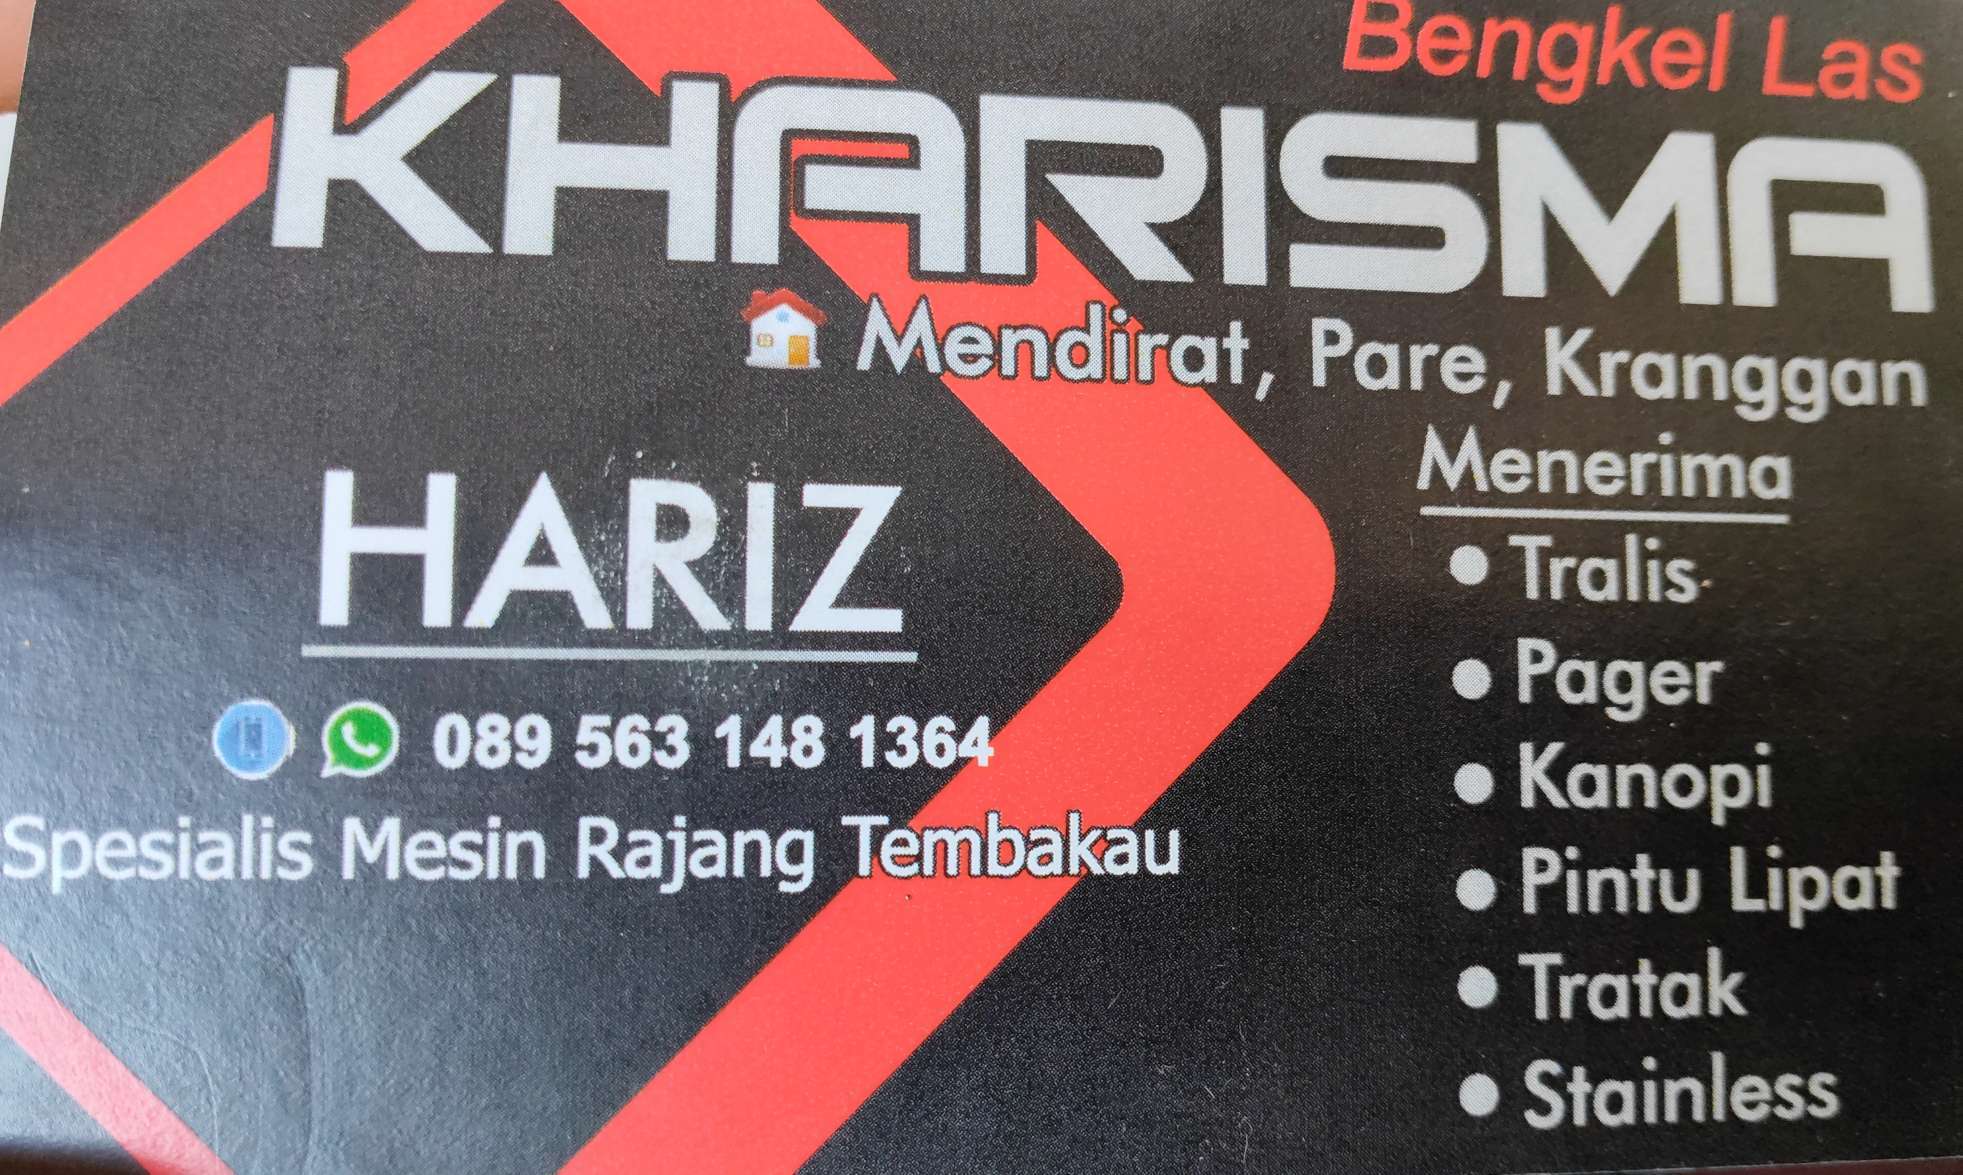 Bengkel Las
KHARISMA
Mendirat, Pare, Kranggan
HARIZ
089 563 148 1364
Spesialis Mesin Rajang Tembakau
Menerima
• Tralis
• Pager
• Kanopi
• Pintu Lipat
• Tratak
• Stainless